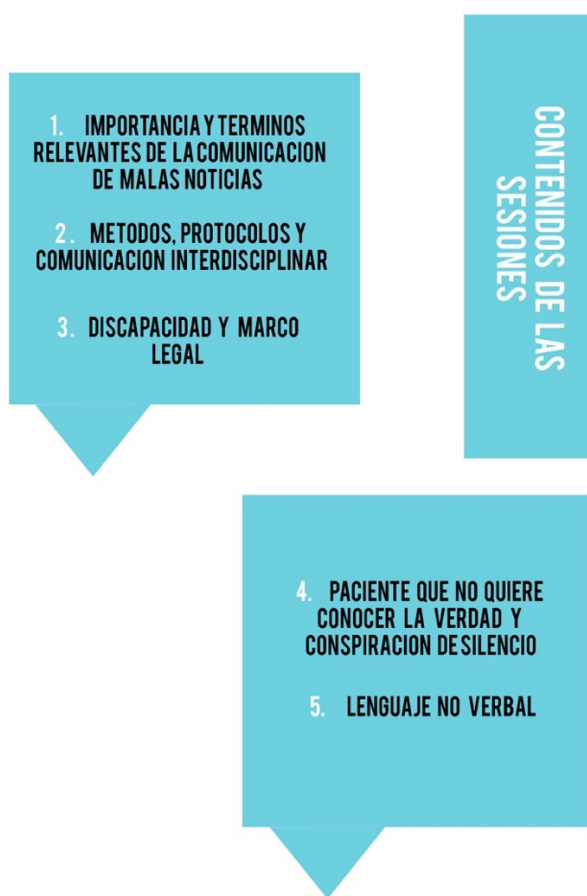 CONTENIDOS DE LAS
SESIONES
1. IMPORTANCIA Y TERMINOS
RELEVANTES DE LA COMUNICACION
DE MALAS NOTICIAS
2. METODOS, PROTOCOLOS Y
COMUNICACION INTERDISCIPLINAR
3. DISCAPACIDAD Y MARCO
LEGAL
4. PACIENTE QUE NO QUIERE
CONOCER LA VERDAD Y
CONSPIRACION DE SILENCIO
5. LENGUAJE NO VERBAL